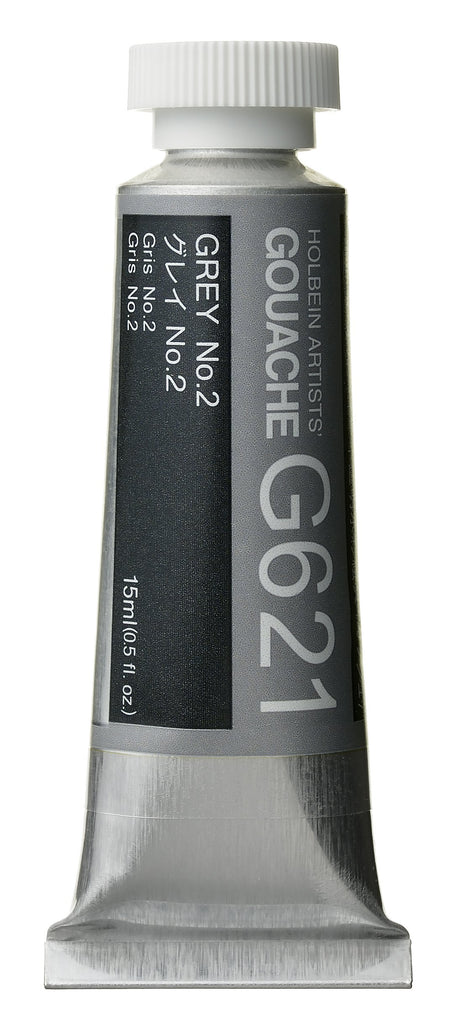 HOLBEIN ARTISTS'
GOUACHE G621
GREY No.2
グレイ No.2
Gris No.2
Gris No.2
15ml(0.5 fl. oz.)